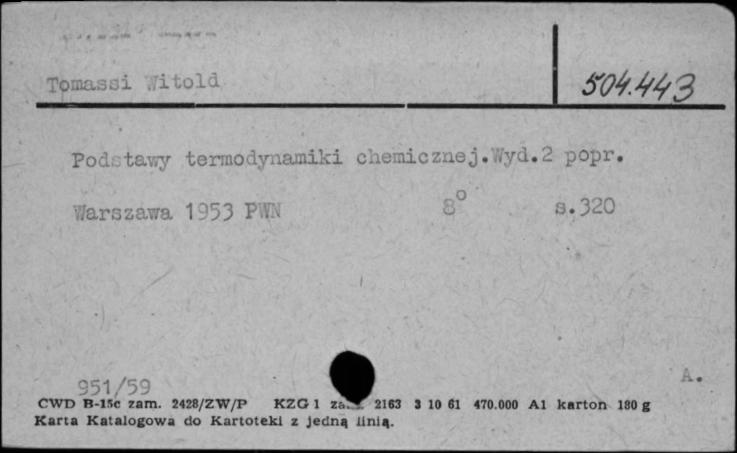 Tomassi Witold
504.443
Podstawy termodynamiki chemicznej.Wyd.2 popr.
Warszawa 1953 PWN 8° s.320
951/59
A.
CWD B-15c zam. 2428/ZW/P KZG 1 2163 3 10 61 470.000 A1 karton 180 g
Karta Katalogowa do Kartoteki z jedną linią.